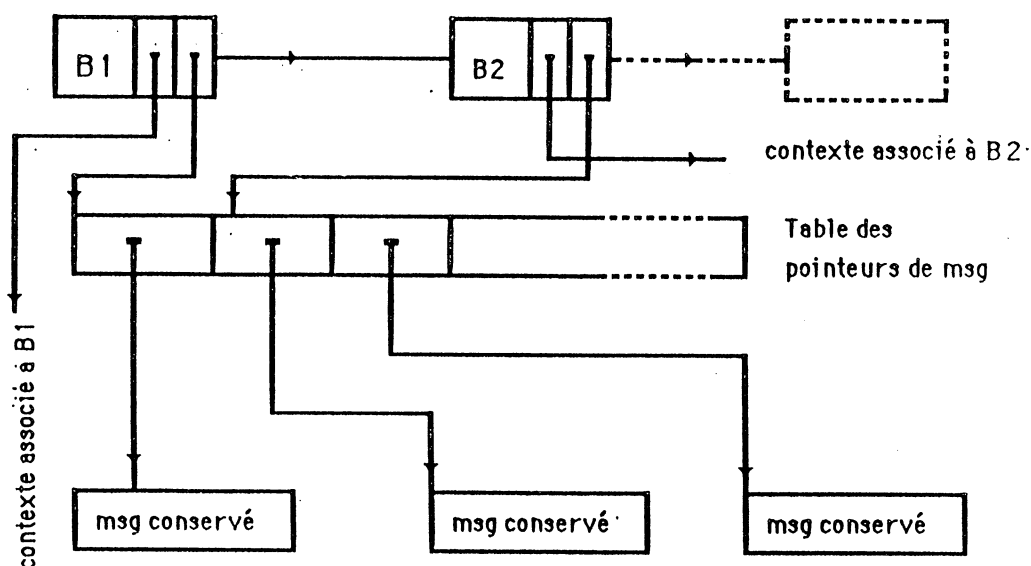 B1
B2
contexte associé à B2
Table des
pointeurs de msg
contexte associé à B1
msg conservé
msg conservé
msg conservé